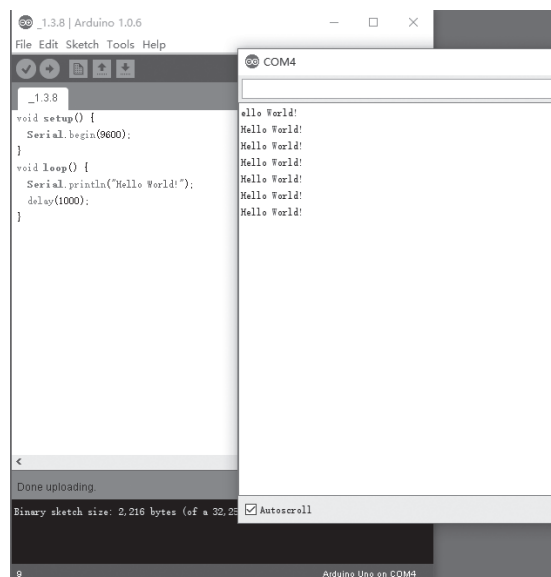 _1.3.8 | Arduino 1.0.6
File Edit Sketch Tools Help
_1.3.8
void setup() {
Serial.begin(9600);
}
void loop() {
Serial.println("Hello World!");
delay(1000);
}
Done uploading.
Binary sketch size: 2,216 bytes (of a 32,25
9
Arduino Uno on COM4
COM4
ello World!
Hello World!
Hello World!
Hello World!
Hello World!
Hello World!
Hello World!
Autoscroll